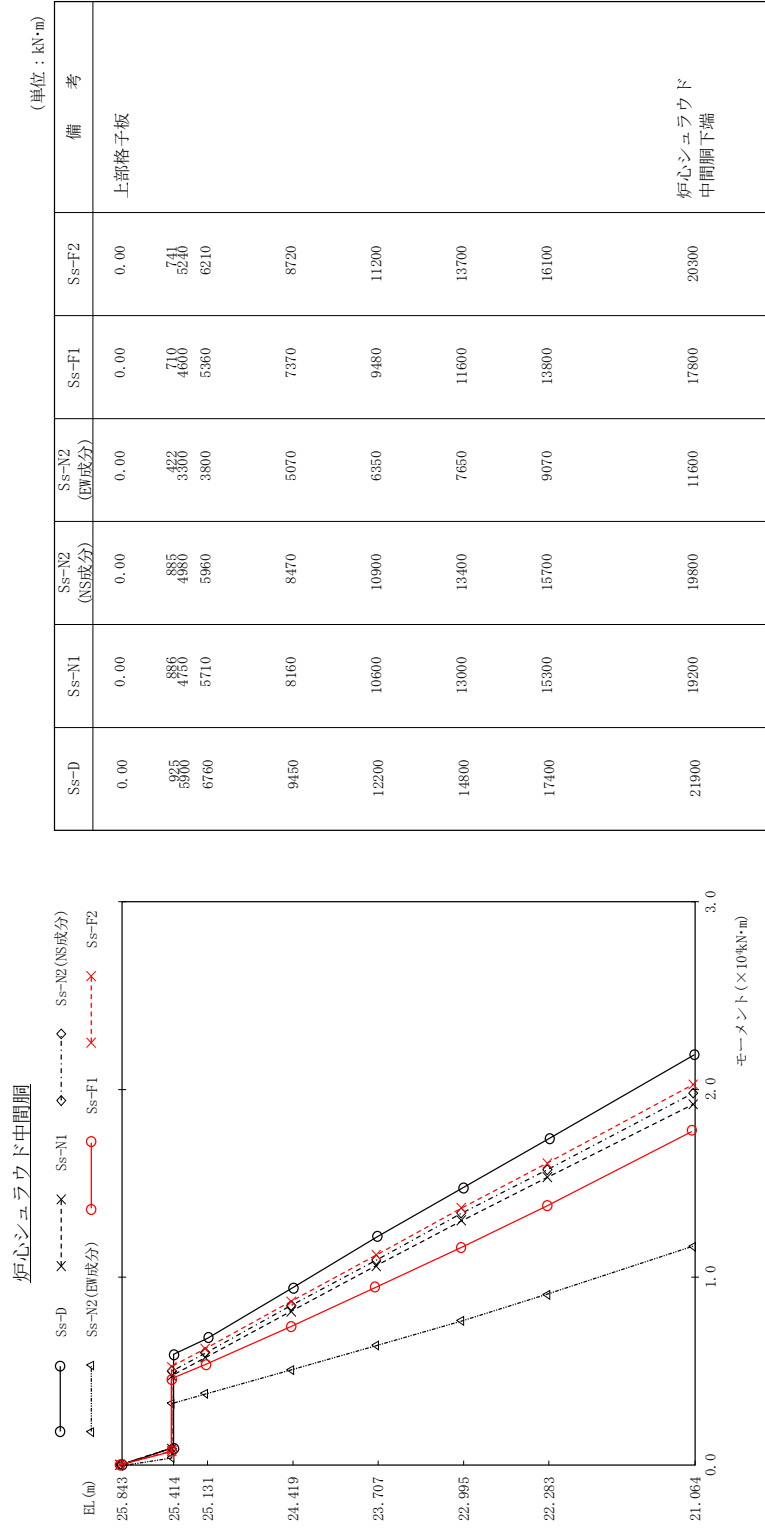 炉心シュラウド中間胴
Ss-D
Ss-N1
Ss-N2(NS成分)
Ss-N2(EW成分)
Ss-F1
Ss-F2
EL(m)
25.843
25.414
25.131
24.419
23.707
22.995
22.283
21.064
0.0
1.0
2.0
3.0
モーメント(×10⁴kN・m)
(単位：kN・m)
Ss-D Ss-N1 Ss-N2 (NS成分) Ss-N2 (EW成分) Ss-F1 Ss-F2 備 考
0.00 0.00 0.00 0.00 0.00 0.00 上部格子板
925 886 885 422 710 741
5900 4750 4980 3300 4600 5240
6760 5710 5960 3800 5360 6210
9450 8160 8470 5070 7370 8720
12200 10600 10900 6350 9480 11200
14800 13000 13400 7650 11600 13700
17400 15300 15700 9070 13800 16100
21900 19200 19800 11600 17800 20300 炉心シュラウド
中間胴下端